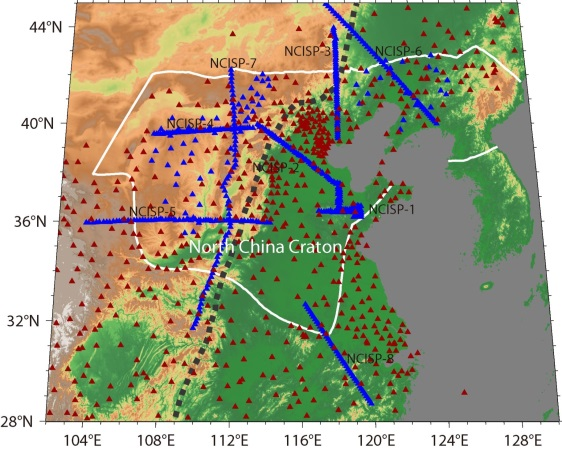 44°N
NCISP-3
NCISP-6
NCISP-7
40°N
NCISP-4
NCISP-2
36°N
NCISP-5
NCISP-1
North China Craton
32°N
NCISP-8
28°N
104°E 108°E 112°E 116°E 120°E 124°E 128°E